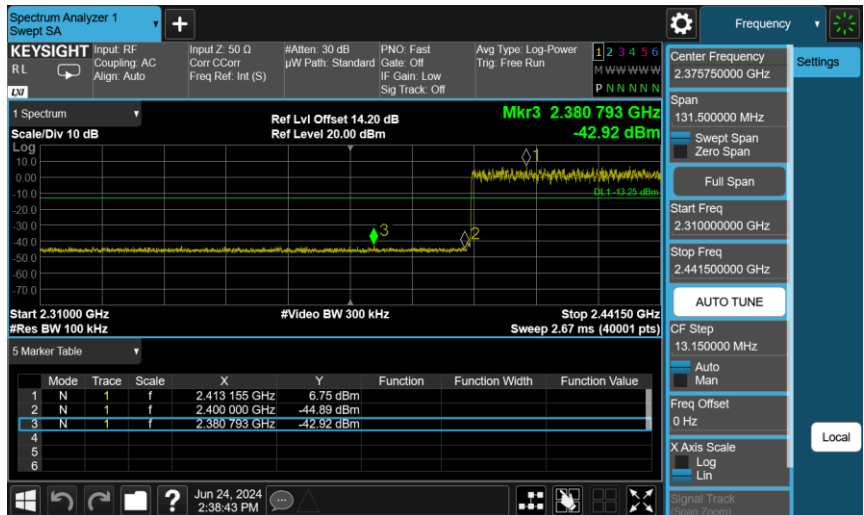 Spectrum Analyzer 1
Swept SA
+
Frequency
KEYSIGHT
RL
LXI
Input: RF
Coupling: AC
Align: Auto
Input Z: 50 Ω
Corr CCorr
Freq Ref: Int (S)
#Atten: 30 dB
µW Path: Standard
PNO: Fast
Gate: Off
IF Gain: Low
Sig Track: Off
Avg Type: Log-Power
Trig: Free Run
1 2 3 4 5 6
M W W W W W
P N N N N N
1 Spectrum
Scale/Div 10 dB
Ref Lvl Offset 14.20 dB
Ref Level 20.00 dBm
Mkr3 2.380 793 GHz
-42.92 dBm
Log
10.0
0.00
-10.0
-20.0
-30.0
-40.0
-50.0
-60.0
-70.0
1
DL1 -13.25 dBm
3
2
Start 2.31000 GHz
#Res BW 100 kHz
#Video BW 300 kHz
Stop 2.44150 GHz
Sweep 2.67 ms (40001 pts)
5 Marker Table
Mode Trace Scale X Y Function Function Width Function Value
1 N 1 f 2.413 155 GHz 6.75 dBm
2 N 1 f 2.400 000 GHz -44.89 dBm
3 N 1 f 2.380 793 GHz -42.92 dBm
4
5
6
Center Frequency
2.375750000 GHz
Span
131.500000 MHz
Swept Span
Zero Span
Full Span
Start Freq
2.310000000 GHz
Stop Freq
2.441500000 GHz
AUTO TUNE
CF Step
13.150000 MHz
Auto
Man
Freq Offset
0 Hz
X Axis Scale
Log
Lin
Signal Track
(Span Zoom)
Settings
Local
?
Jun 24, 2024
2:38:43 PM